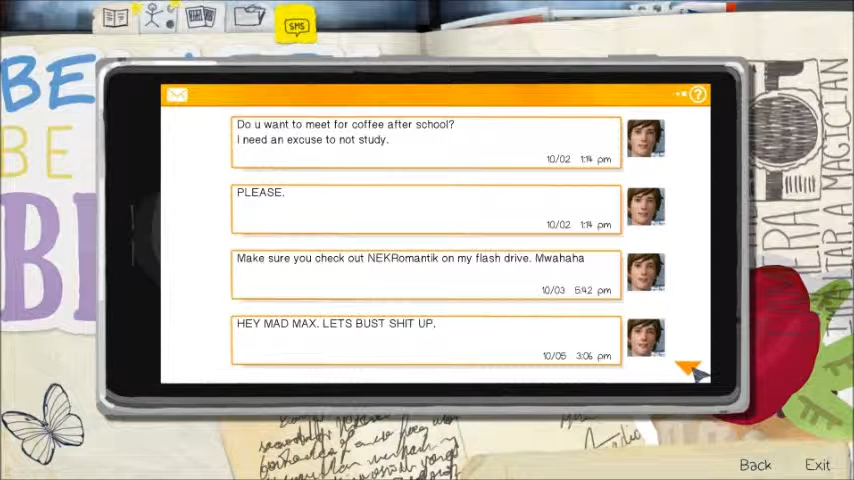 SMS
BE
BE
Do u want to meet for coffee after school?
I need an excuse to not study.
10/02 1:14 pm
PLEASE.
10/02 1:14 pm
Make sure you check out NEKRomantik on my flash drive. Mwahaha
10/03 5:42 pm
HEY MAD MAX. LETS BUST SHIT UP.
10/05 3:06 pm
?
MAGICIAN
Back
Exit